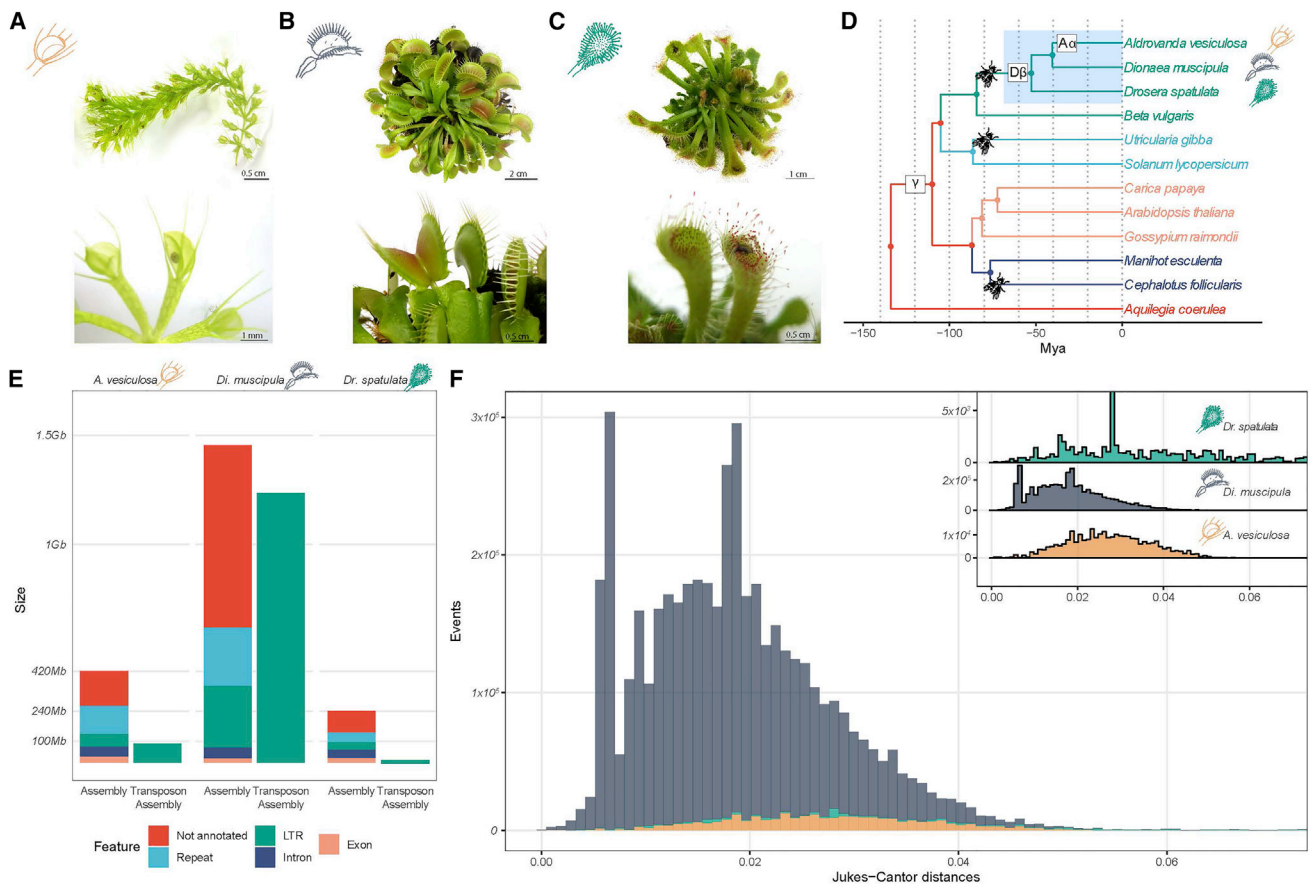 A
0.5 cm
1 mm
B
2 cm
0.5cm
C
1 cm
0.5 cm
D
Aα
Dβ
γ
Aldrovanda vesiculosa
Dionaea muscipula
Drosera spatulata
Beta vulgaris
Utricularia gibba
Solanum lycopersicum
Carica papaya
Arabidopsis thaliana
Gossypium raimondii
Manihot esculenta
Cephalotus follicularis
Aquilegia coerulea
−150 −100 −50 0
Mya
E
A. vesiculosa Di. muscipula Dr. spatulata
1.5Gb
1Gb
420Mb
240Mb
100Mb
Size
Assembly Transposon Assembly Transposon Assembly Transposon
Assembly Assembly Assembly
Feature
Not annotated LTR Exon
Repeat Intron
F
3x10⁵
2x10⁵
1x10⁵
0
Events
0.00 0.02 0.04 0.06
Jukes−Cantor distances
5x10³
0
Dr. spatulata
2x10⁵
0
Di. muscipula
1x10⁴
0
A. vesiculosa
0.00 0.02 0.04 0.06